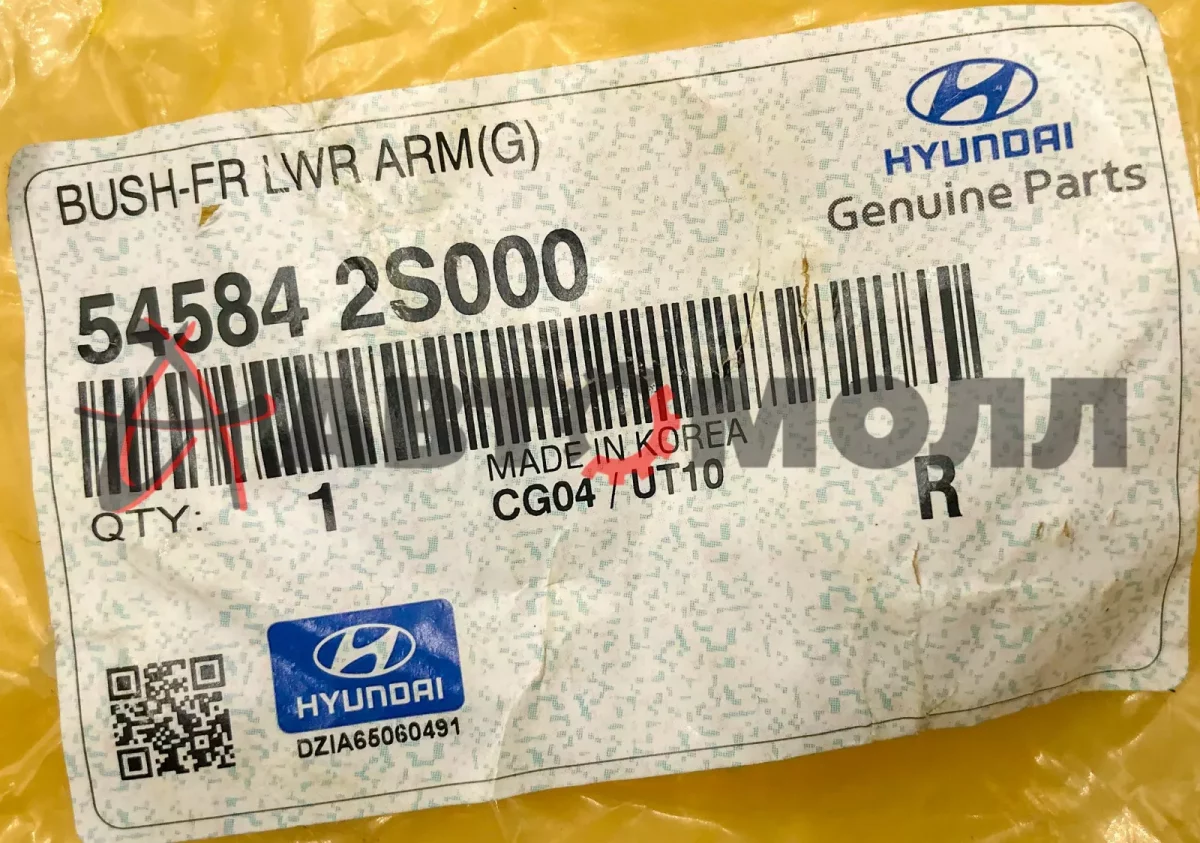 BUSH-FR LWR ARM(G)
HYUNDAI
Genuine Parts
54584 2S000
АВТОМОЛЛ
MADE IN KOREA
QTY: 1 CG04 / UT10 R
HYUNDAI
DZIA65060491